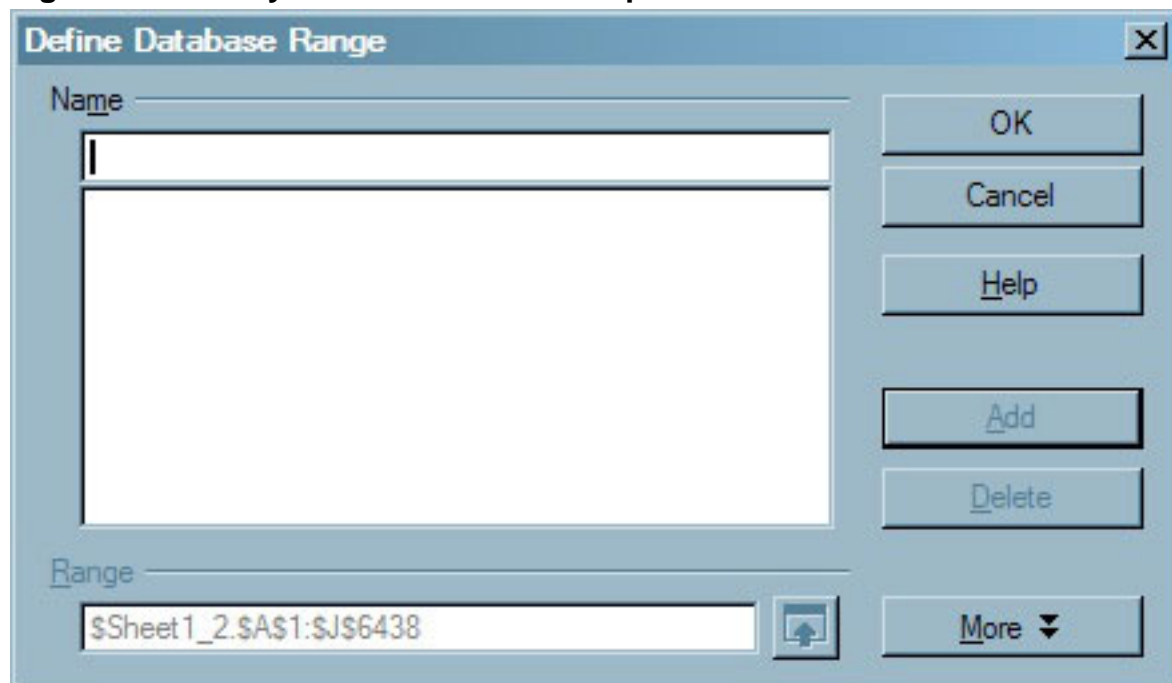 Define Database Range
Name
OK
Cancel
Help
Add
Delete
Range
$Sheet1_2.$A$1:$J$6438
More